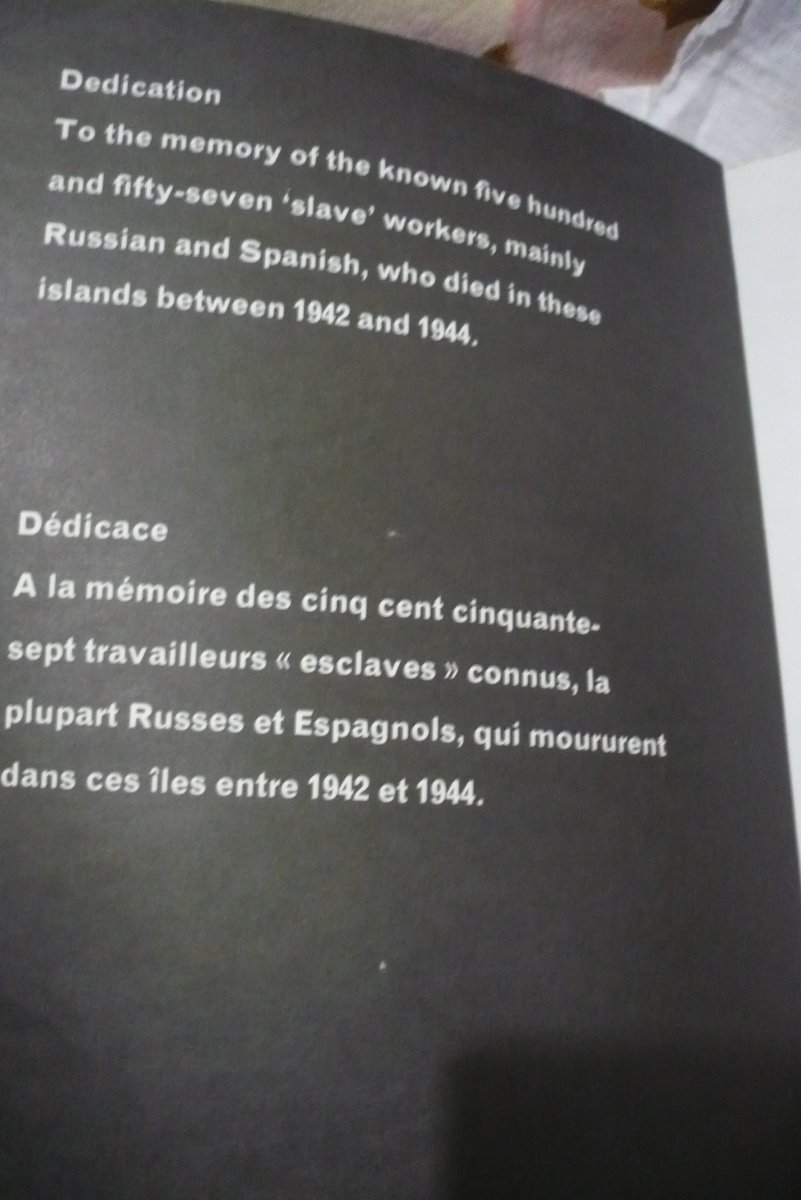 Dedication
To the memory of the known five hundred
and fifty-seven ‘slave’ workers, mainly
Russian and Spanish, who died in these
islands between 1942 and 1944.
Dédicace
A la mémoire des cinq cent cinquante-
sept travailleurs « esclaves » connus, la
plupart Russes et Espagnols, qui moururent
dans ces îles entre 1942 et 1944.